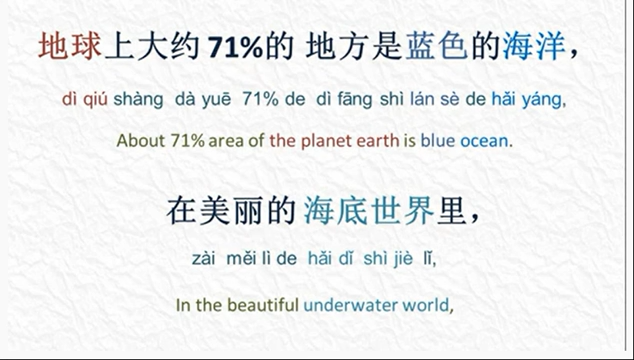 地球上大约 71%的 地方是蓝色的海洋，
dì qiú shàng dà yuē 71% de dì fāng shì lán sè de hǎi yáng,
About 71% area of the planet earth is blue ocean.
在美丽的 海底世界里，
zài měi lì de hǎi dǐ shì jiè lǐ,
In the beautiful underwater world,